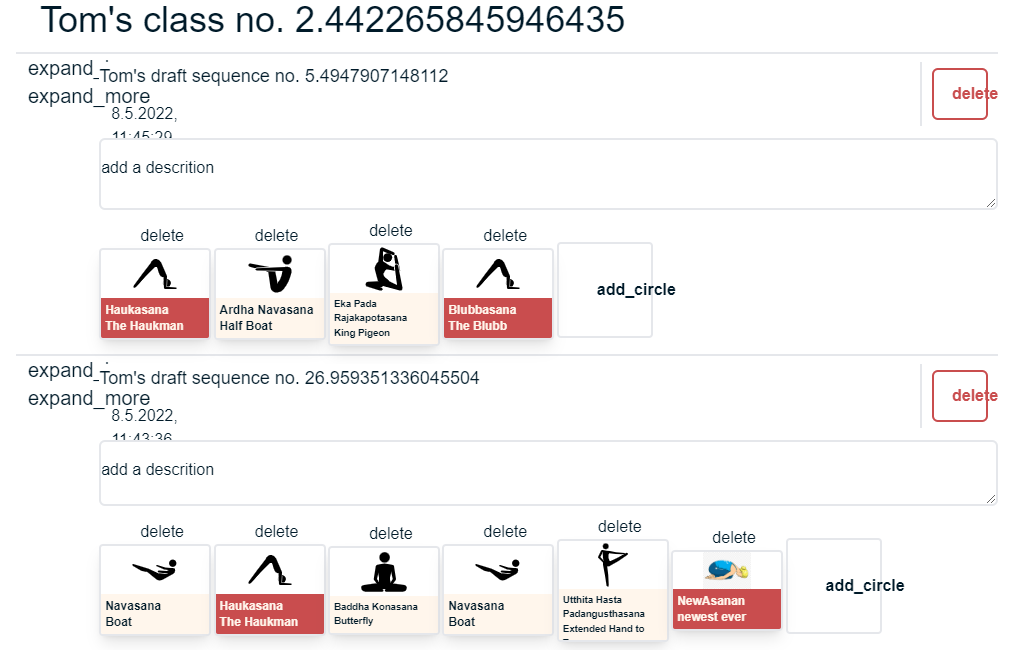 Tom's class no. 2.442265845946435
expand_
Tom's draft sequence no. 5.4947907148112
delete
expand_more
8.5.2022,
11:45:29
add a descrition
delete delete delete delete
Haukasana
The Haukman
Ardha Navasana
Half Boat
Eka Pada
Rajakapotasana
King Pigeon
Blubbasana
The Blubb
add_circle
expand_
Tom's draft sequence no. 26.959351336045504
delete
expand_more
8.5.2022,
11:43:36
add a descrition
delete delete delete delete delete delete
Navasana
Boat
Haukasana
The Haukman
Baddha Konasana
Butterfly
Navasana
Boat
Utthita Hasta
Padangusthasana
Extended Hand to
NewAsanan
newest ever
add_circle